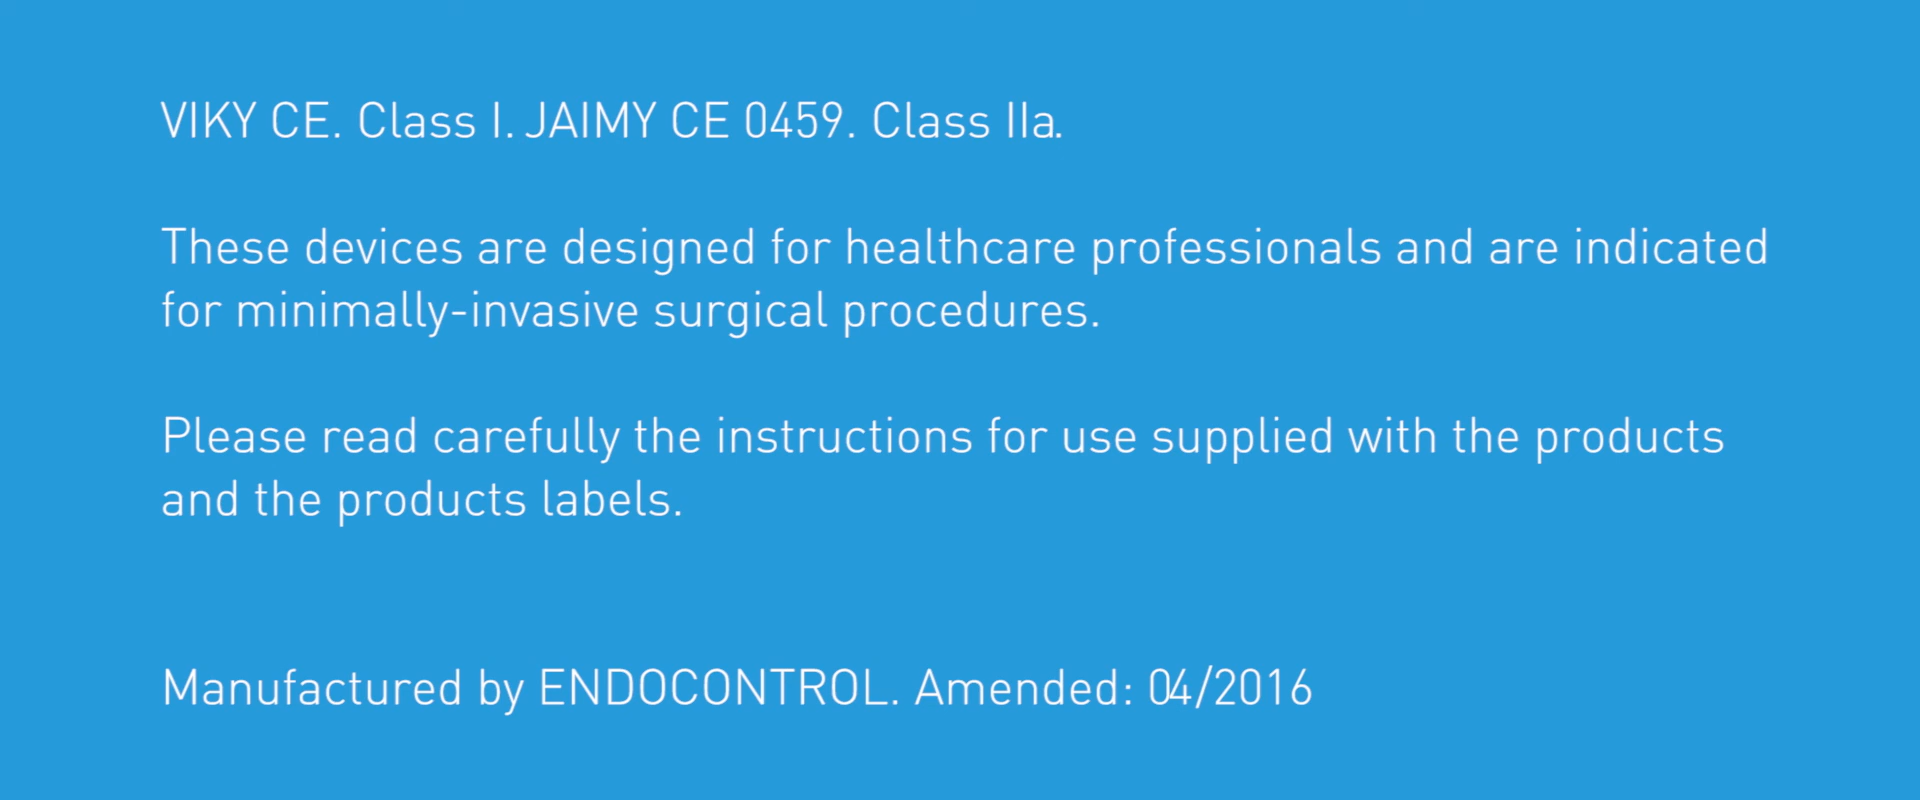 VIKY CE. Class I. JAIMY CE 0459. Class IIa.
These devices are designed for healthcare professionals and are indicated
for minimally-invasive surgical procedures.
Please read carefully the instructions for use supplied with the products
and the products labels.
Manufactured by ENDOCONTROL. Amended: 04/2016